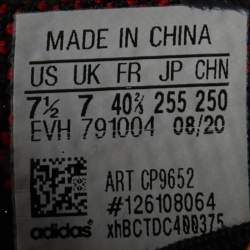 MADE IN CHINA
US UK FR JP CHN
7½ 7 40⅔ 255 250
EVH 791004 08/20
ART CP9652
#126108064
adidas xhBCTDC400375